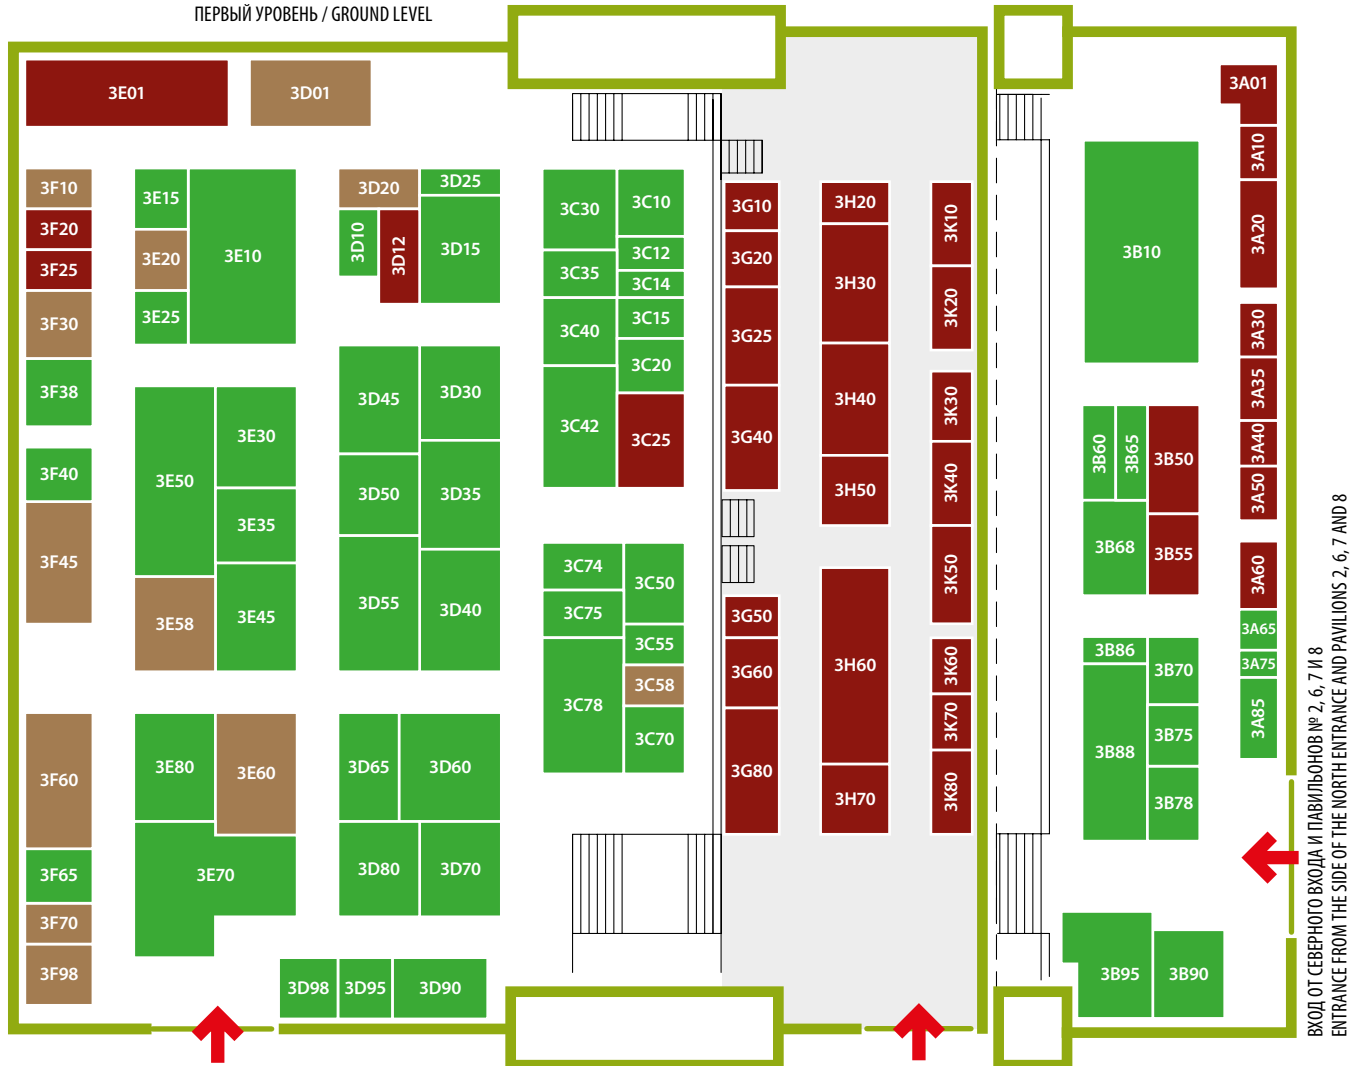 ПЕРВЫЙ УРОВЕНЬ / GROUND LEVEL
3E01
3D01
3F10
3F20
3F25
3F30
3F38
3F40
3F45
3F60
3F65
3F70
3F98
3E15
3E20
3E25
3E10
3E50
3E30
3E35
3E45
3E58
3E80
3E60
3E70
3D20
3D25
3D10
3D12
3D15
3D45
3D30
3D50
3D35
3D55
3D40
3D65
3D60
3D80
3D70
3D98
3D95
3D90
3C30
3C10
3C12
3C35
3C14
3C40
3C15
3C20
3C42
3C25
3C74
3C50
3C75
3C55
3C58
3C78
3C70
3G10
3G20
3G25
3G40
3G50
3G60
3G80
3H20
3H30
3H40
3H50
3H60
3H70
3K10
3K20
3K30
3K40
3K50
3K60
3K70
3K80
3B10
3B60
3B65
3B50
3B68
3B55
3B86
3B70
3B88
3B75
3B78
3B95
3B90
3A01
3A10
3A20
3A30
3A35
3A40
3A50
3A60
3A65
3A75
3A85
ВХОД ОТ СЕВЕРНОГО ВХОДА И ПАВИЛЬОНОВ № 2, 6, 7 И 8
ENTRANCE FROM THE SIDE OF THE NORTH ENTRANCE AND PAVILIONS 2, 6, 7 AND 8